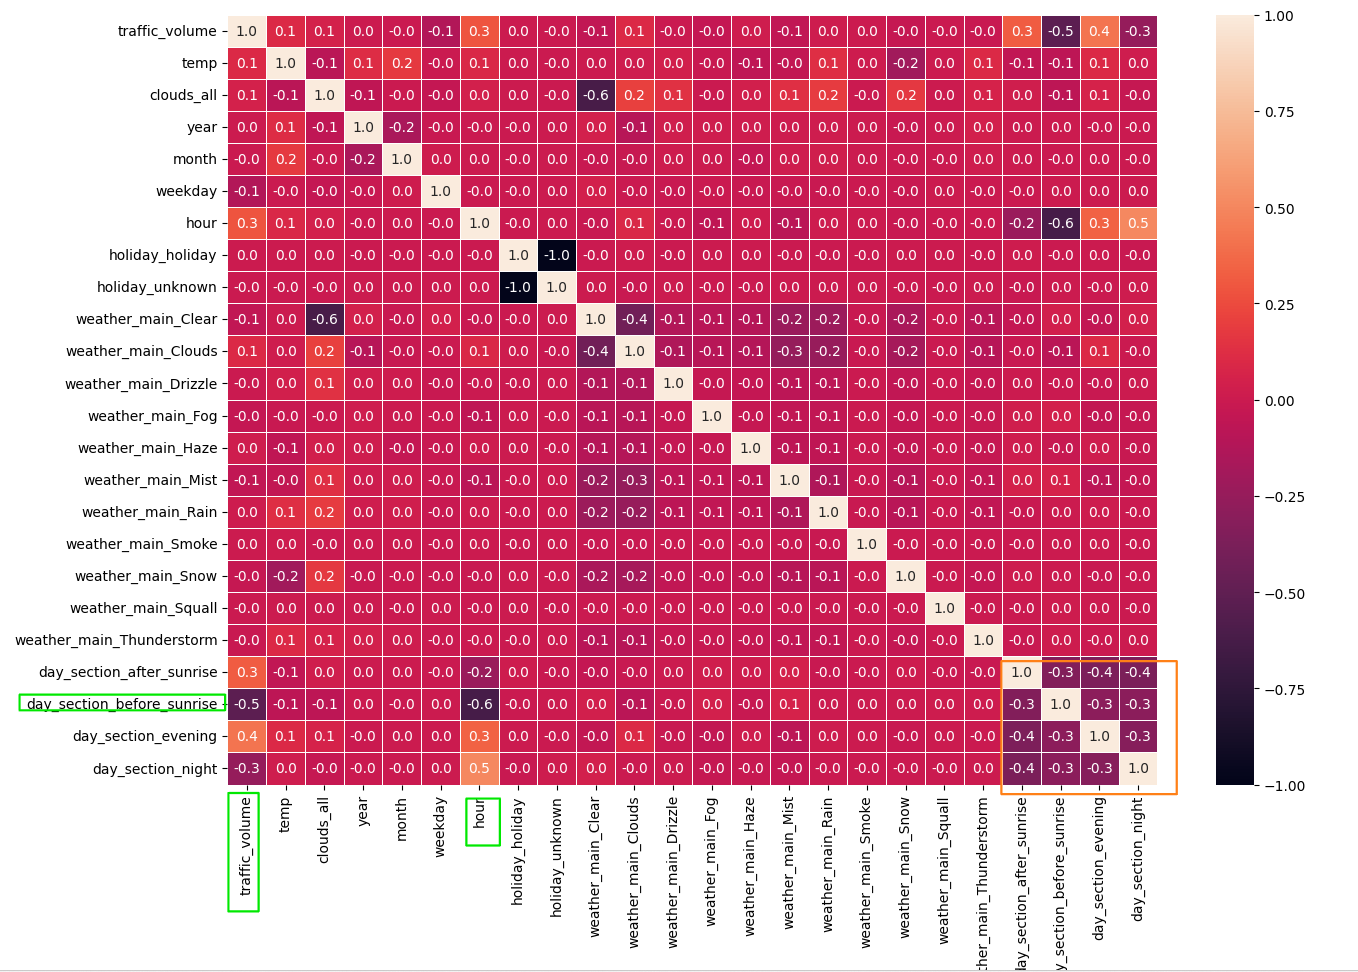 traffic_volume 1.0 0.1 0.1 0.0 -0.0 -0.1 0.3 0.0 -0.0 -0.1 0.1 -0.0 -0.0 0.0 -0.1 0.0 0.0 -0.0 -0.0 -0.0 0.3 -0.5 0.4 -0.3
temp 0.1 1.0 -0.1 0.1 0.2 -0.0 0.1 -0.0 0.0 0.0 0.0 0.0 -0.0 -0.1 -0.0 0.1 0.0 -0.2 0.0 0.1 -0.1 -0.1 0.1 0.0
clouds_all 0.1 -0.1 1.0 -0.1 -0.0 -0.0 0.0 0.0 -0.0 -0.6 0.2 0.1 -0.0 0.0 0.1 0.2 -0.0 0.2 0.0 0.1 0.0 -0.1 0.1 -0.0
year 0.0 0.1 -0.1 1.0 -0.2 -0.0 -0.0 -0.0 0.0 0.0 -0.1 0.0 0.0 0.0 0.0 0.0 0.0 -0.0 0.0 0.0 0.0 0.0 -0.0 -0.0
month -0.0 0.2 -0.0 -0.2 1.0 0.0 0.0 -0.0 0.0 -0.0 -0.0 0.0 0.0 -0.0 0.0 0.0 -0.0 -0.0 -0.0 0.0 -0.0 0.0 0.0 -0.0
weekday -0.1 -0.0 -0.0 -0.0 0.0 1.0 -0.0 -0.0 0.0 0.0 -0.0 -0.0 -0.0 -0.0 -0.0 -0.0 -0.0 -0.0 0.0 -0.0 -0.0 0.0 0.0 0.0
hour 0.3 0.1 0.0 -0.0 0.0 -0.0 1.0 -0.0 0.0 -0.0 0.1 0.0 -0.1 0.0 -0.1 0.0 0.0 -0.0 -0.0 -0.0 -0.2 -0.6 0.3 0.5
holiday_holiday 0.0 -0.0 0.0 -0.0 -0.0 -0.0 -0.0 1.0 -1.0 -0.0 0.0 -0.0 0.0 -0.0 0.0 -0.0 -0.0 0.0 -0.0 -0.0 -0.0 0.0 0.0 -0.0
holiday_unknown -0.0 0.0 -0.0 0.0 0.0 0.0 0.0 -1.0 1.0 0.0 -0.0 0.0 -0.0 0.0 -0.0 0.0 0.0 -0.0 0.0 0.0 0.0 -0.0 -0.0 0.0
weather_main_Clear -0.1 0.0 -0.6 0.0 -0.0 0.0 -0.0 -0.0 0.0 1.0 -0.4 -0.1 -0.1 -0.1 -0.2 -0.2 -0.0 -0.2 -0.0 -0.1 -0.0 0.0 -0.0 0.0
weather_main_Clouds 0.1 0.0 0.2 -0.1 -0.0 -0.0 0.1 0.0 -0.0 -0.4 1.0 -0.1 -0.1 -0.1 -0.3 -0.2 -0.0 -0.2 -0.0 -0.1 -0.0 -0.1 0.1 -0.0
weather_main_Drizzle -0.0 0.0 0.1 0.0 0.0 -0.0 0.0 -0.0 0.0 -0.1 -0.1 1.0 -0.0 -0.0 -0.1 -0.1 -0.0 -0.0 -0.0 -0.0 -0.0 0.0 -0.0 0.0
weather_main_Fog -0.0 -0.0 -0.0 0.0 0.0 -0.0 -0.1 0.0 -0.0 -0.1 -0.1 -0.0 1.0 -0.0 -0.1 -0.1 -0.0 -0.0 -0.0 -0.0 0.0 0.0 -0.0 -0.0
weather_main_Haze 0.0 -0.1 0.0 0.0 -0.0 -0.0 0.0 -0.0 0.0 -0.1 -0.1 -0.0 -0.0 1.0 -0.1 -0.1 -0.0 -0.0 -0.0 -0.0 -0.0 0.0 0.0 -0.0
weather_main_Mist -0.1 -0.0 0.1 0.0 0.0 -0.0 -0.1 0.0 -0.0 -0.2 -0.3 -0.1 -0.1 -0.1 1.0 -0.1 -0.0 -0.1 -0.0 -0.1 0.0 0.1 -0.1 -0.0
weather_main_Rain 0.0 0.1 0.2 0.0 0.0 -0.0 0.0 -0.0 0.0 -0.2 -0.2 -0.1 -0.1 -0.1 -0.1 1.0 -0.0 -0.1 -0.0 -0.1 -0.0 0.0 0.0 -0.0
weather_main_Smoke 0.0 0.0 -0.0 0.0 -0.0 -0.0 0.0 -0.0 0.0 -0.0 -0.0 -0.0 -0.0 -0.0 -0.0 -0.0 1.0 -0.0 -0.0 -0.0 0.0 -0.0 0.0 -0.0
weather_main_Snow -0.0 -0.2 0.2 -0.0 -0.0 -0.0 -0.0 0.0 -0.0 -0.2 -0.2 -0.0 -0.0 -0.0 -0.1 -0.1 -0.0 1.0 -0.0 -0.0 0.0 0.0 -0.0 -0.0
weather_main_Squall -0.0 0.0 0.0 0.0 -0.0 0.0 -0.0 -0.0 0.0 -0.0 -0.0 -0.0 -0.0 -0.0 -0.0 -0.0 -0.0 -0.0 1.0 -0.0 -0.0 0.0 -0.0 0.0
weather_main_Thunderstorm -0.0 0.1 0.1 0.0 0.0 -0.0 -0.0 -0.0 0.0 -0.1 -0.1 -0.0 -0.0 -0.0 -0.1 -0.1 -0.0 -0.0 -0.0 1.0 -0.0 0.0 -0.0 0.0
day_section_after_sunrise 0.3 -0.1 0.0 0.0 -0.0 -0.0 -0.2 -0.0 0.0 -0.0 -0.0 -0.0 0.0 -0.0 0.0 -0.0 0.0 0.0 -0.0 -0.0 1.0 -0.3 -0.4 -0.4
day_section_before_sunrise -0.5 -0.1 -0.1 0.0 0.0 0.0 -0.6 0.0 -0.0 0.0 -0.1 0.0 0.0 0.0 0.1 0.0 -0.0 0.0 0.0 0.0 -0.3 1.0 -0.3 -0.3
day_section_evening 0.4 0.1 0.1 -0.0 0.0 0.0 0.3 0.0 -0.0 -0.0 0.1 -0.0 -0.0 0.0 -0.1 0.0 0.0 -0.0 -0.0 -0.0 -0.4 -0.3 1.0 -0.3
day_section_night -0.3 0.0 -0.0 -0.0 -0.0 0.0 0.5 -0.0 0.0 0.0 -0.0 0.0 -0.0 -0.0 -0.0 -0.0 -0.0 -0.0 0.0 0.0 -0.4 -0.3 -0.3 1.0
traffic_volume
temp
clouds_all
year
month
weekday
hour
holiday_holiday
holiday_unknown
weather_main_Clear
weather_main_Clouds
weather_main_Drizzle
weather_main_Fog
weather_main_Haze
weather_main_Mist
weather_main_Rain
weather_main_Smoke
weather_main_Snow
weather_main_Squall
ther_main_Thunderstorm
lay_section_after_sunrise
y_section_before_sunrise
day_section_evening
day_section_night
1.00
0.75
0.50
0.25
0.00
−0.25
−0.50
−0.75
−1.00